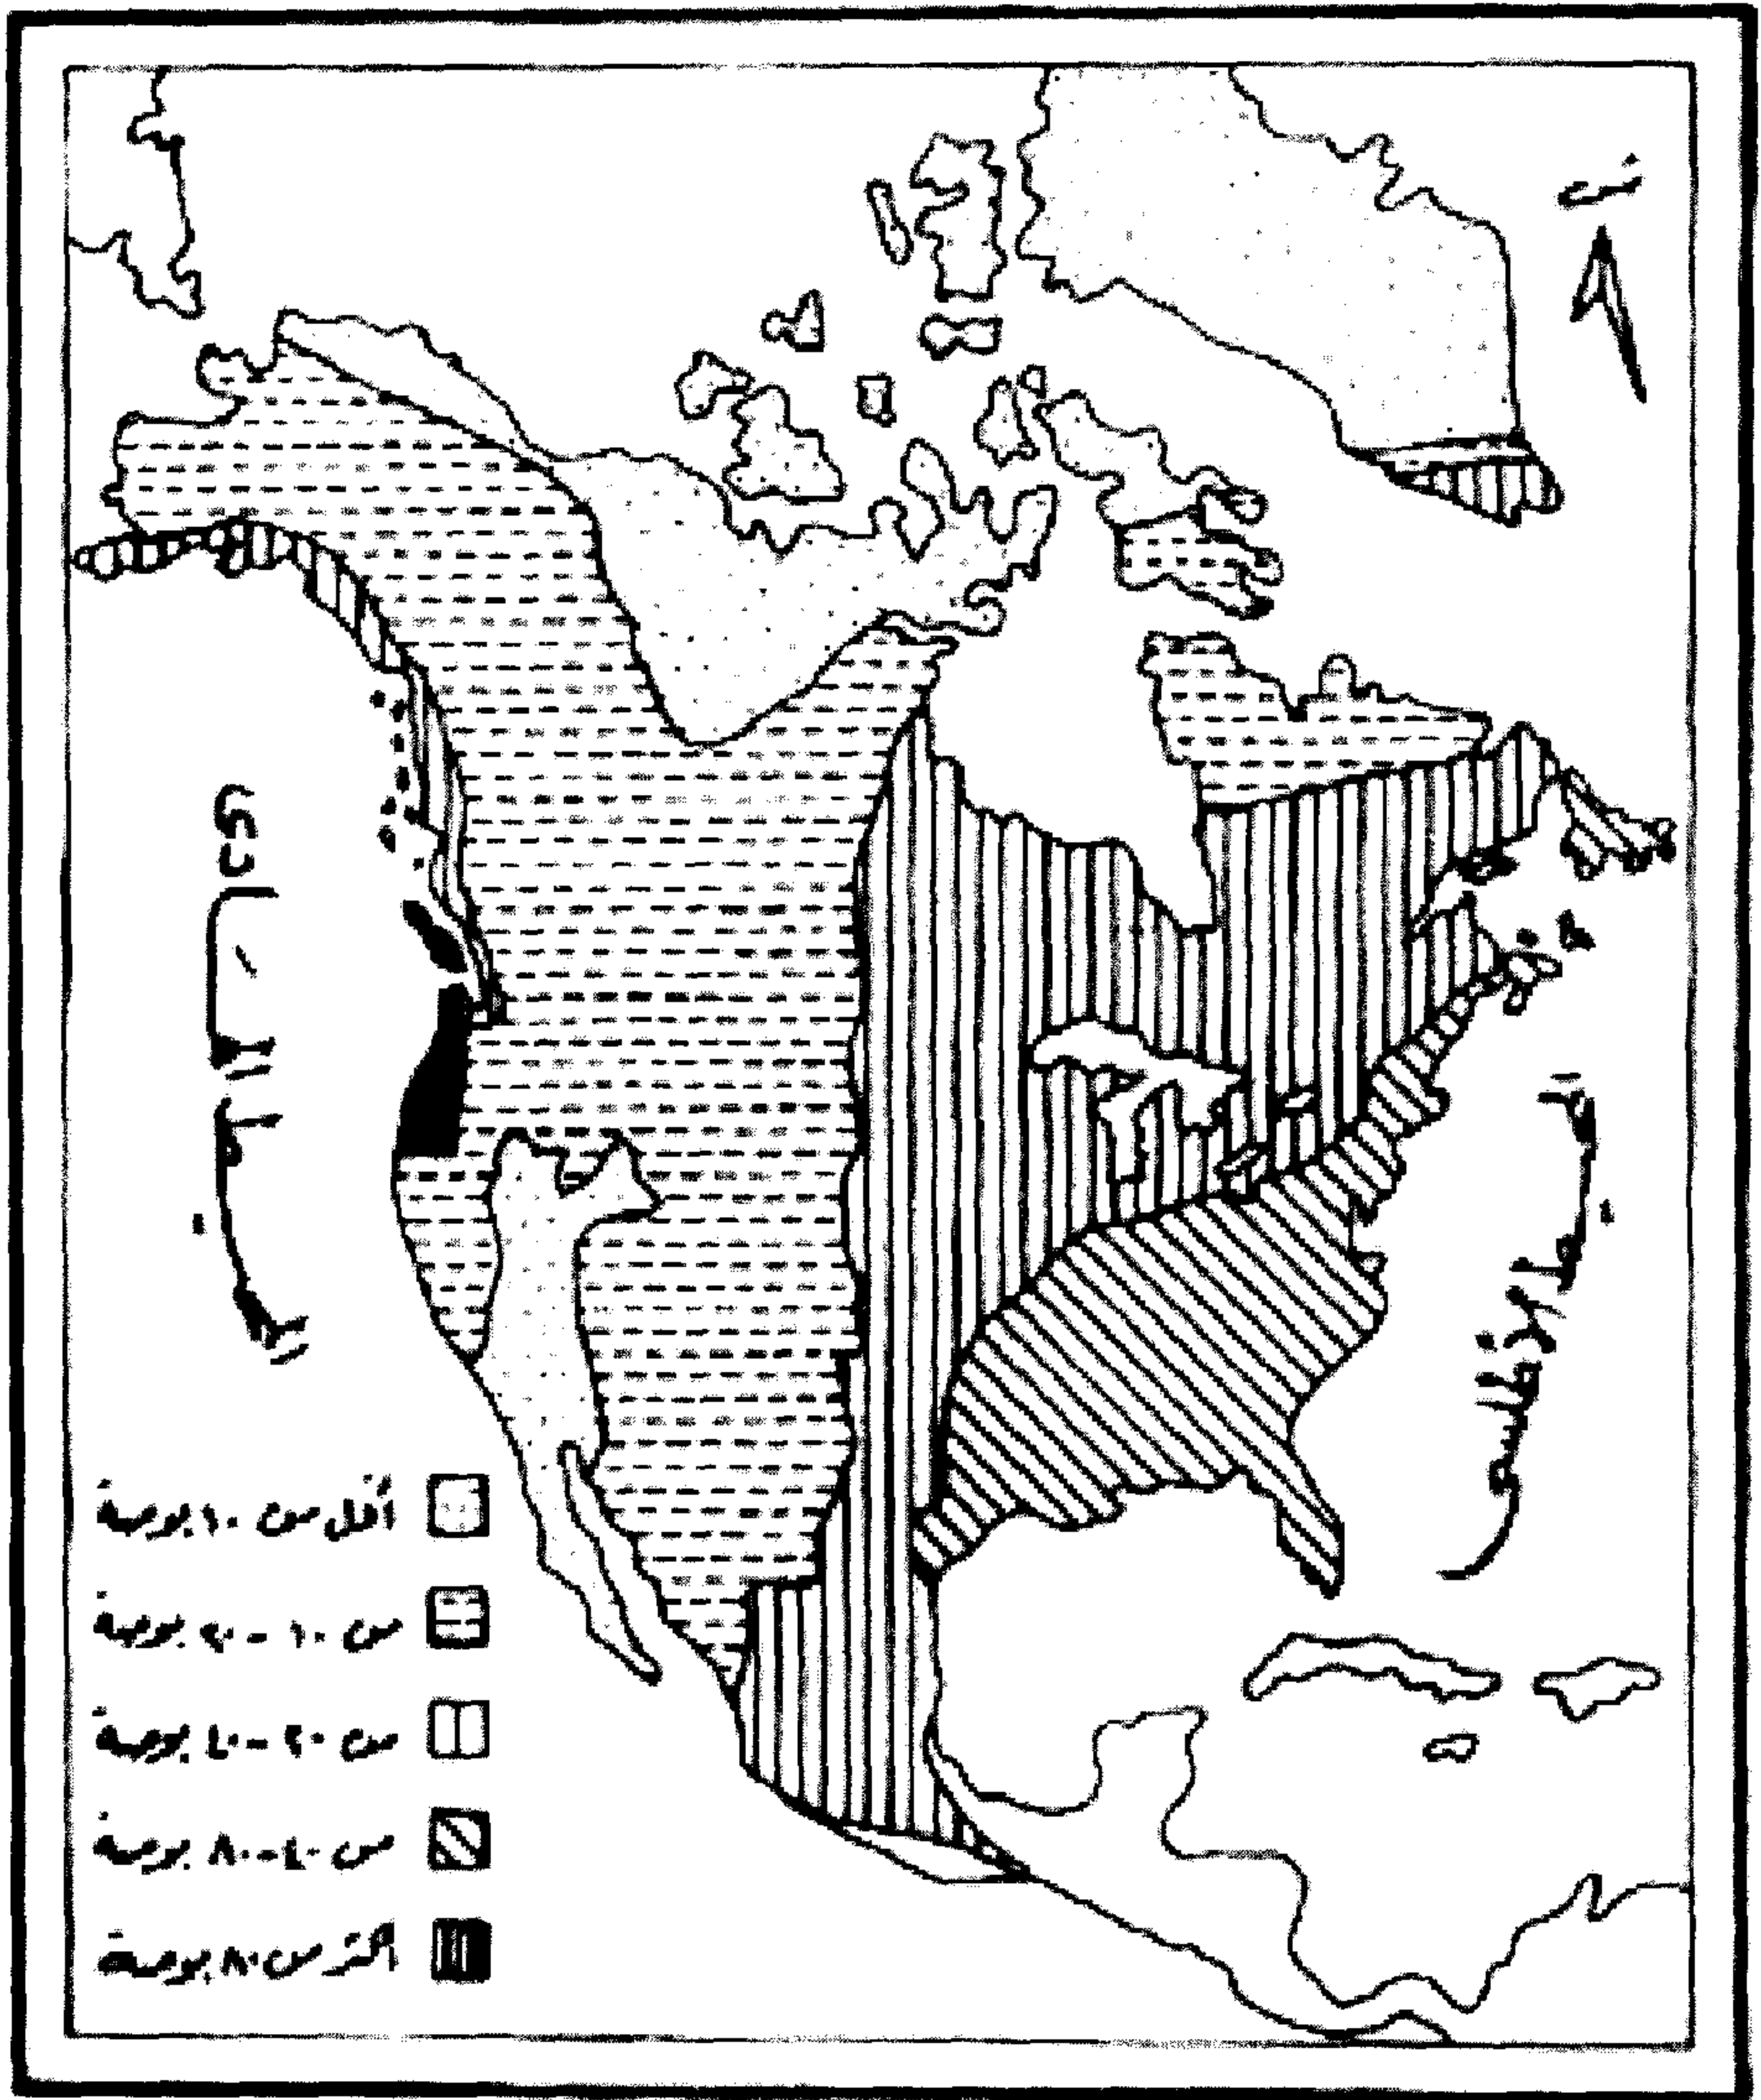 ش
المحيط الهادي
المحيط الأطلسي
أقل من ١٠ بوصة
من ١٠ - ٢٠ بوصة
من ٢٠ - ٤٠ بوصة
من ٤٠ - ٨٠ بوصة
أكثر من ٨٠ بوصة